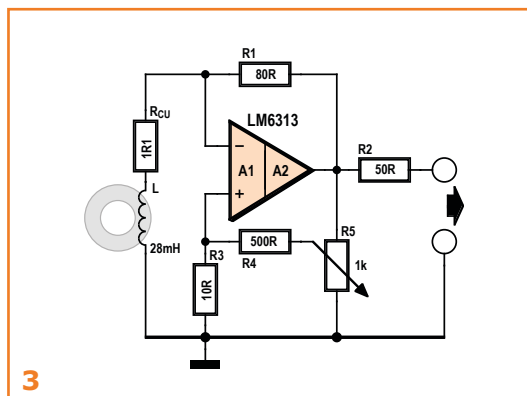 R1
80R
RCU
1R1
LM6313
−
A1 A2
+
R2
50R
L
28mH
R3
10R
500R
R4
R5
1k
3